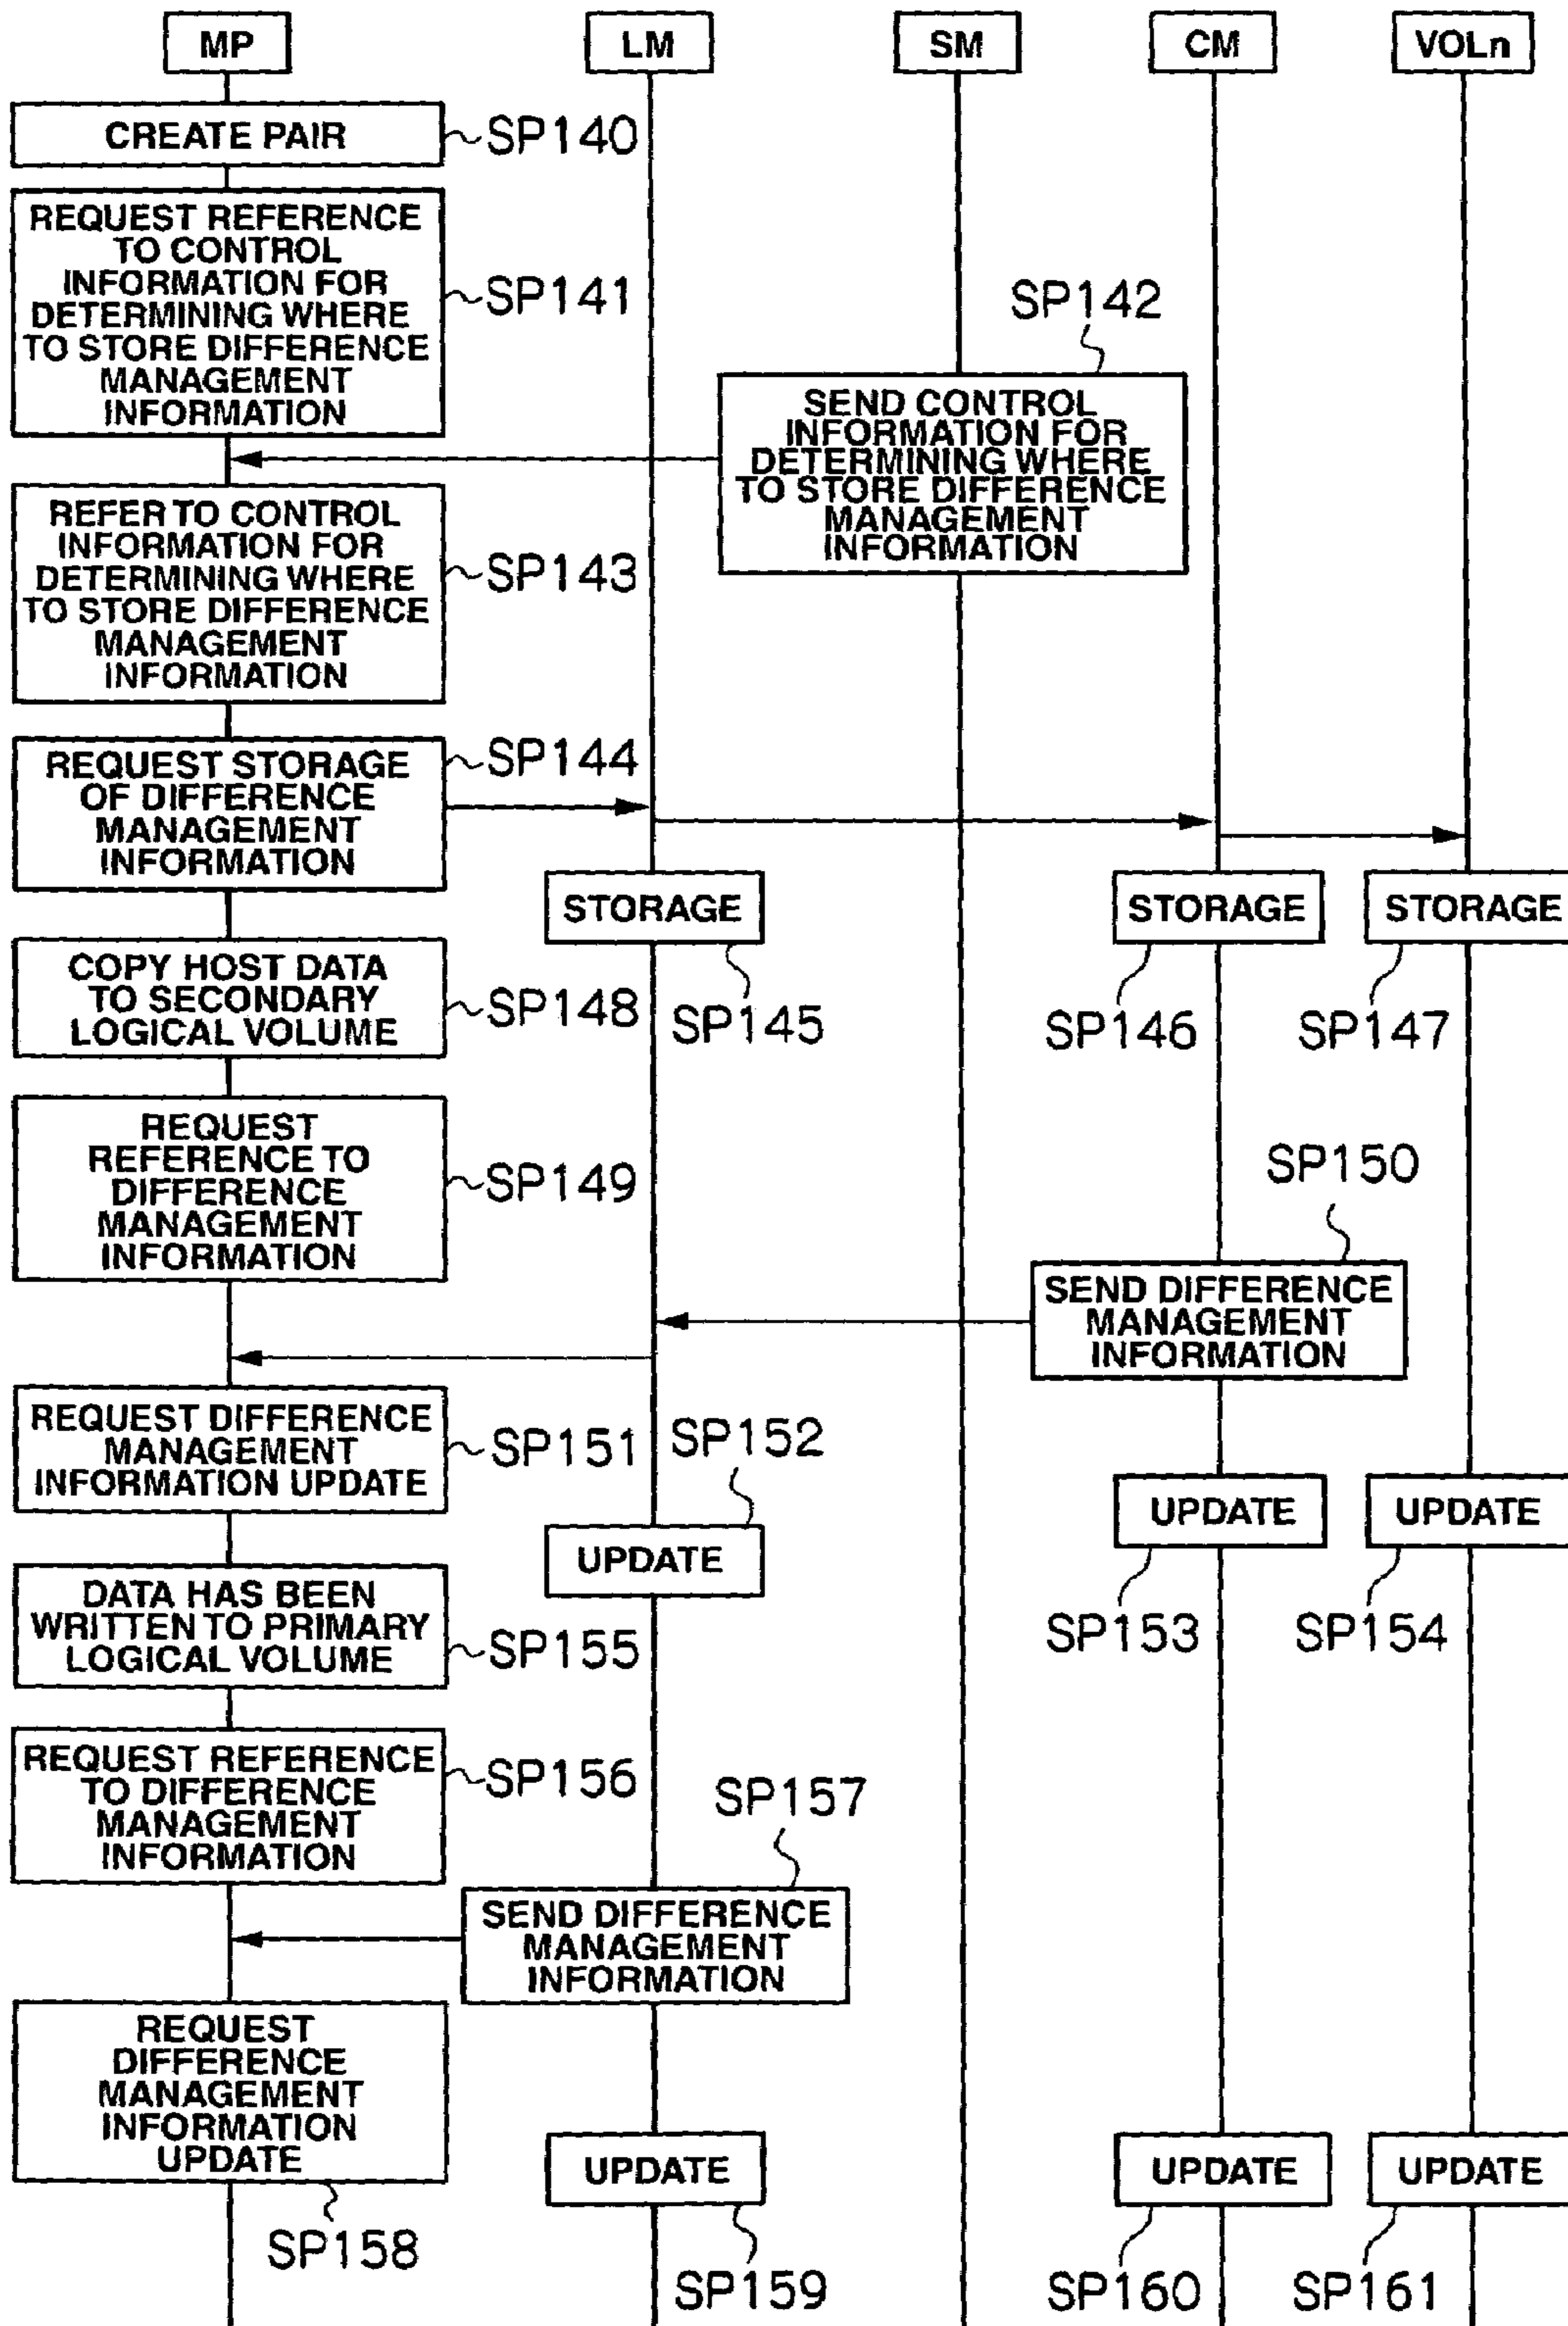 MP
LM
SM
CM
VOLn
CREATE PAIR
SP140
REQUEST REFERENCE
TO CONTROL
INFORMATION FOR
DETERMINING WHERE
TO STORE DIFFERENCE
MANAGEMENT
INFORMATION
SP141
SP142
SEND CONTROL
INFORMATION FOR
DETERMINING WHERE
TO STORE DIFFERENCE
MANAGEMENT
INFORMATION
REFER TO CONTROL
INFORMATION FOR
DETERMINING WHERE
TO STORE DIFFERENCE
MANAGEMENT
INFORMATION
SP143
REQUEST STORAGE
OF DIFFERENCE
MANAGEMENT
INFORMATION
SP144
STORAGE
STORAGE
STORAGE
SP145
SP146
SP147
COPY HOST DATA
TO SECONDARY
LOGICAL VOLUME
SP148
REQUEST
REFERENCE TO
DIFFERENCE
MANAGEMENT
INFORMATION
SP149
SP150
SEND DIFFERENCE
MANAGEMENT
INFORMATION
REQUEST DIFFERENCE
MANAGEMENT
INFORMATION UPDATE
SP151
SP152
UPDATE
UPDATE
UPDATE
SP153
SP154
DATA HAS BEEN
WRITTEN TO PRIMARY
LOGICAL VOLUME
SP155
REQUEST REFERENCE
TO DIFFERENCE
MANAGEMENT
INFORMATION
SP156
SP157
SEND DIFFERENCE
MANAGEMENT
INFORMATION
REQUEST
DIFFERENCE
MANAGEMENT
INFORMATION
UPDATE
SP158
UPDATE
UPDATE
UPDATE
SP159
SP160
SP161